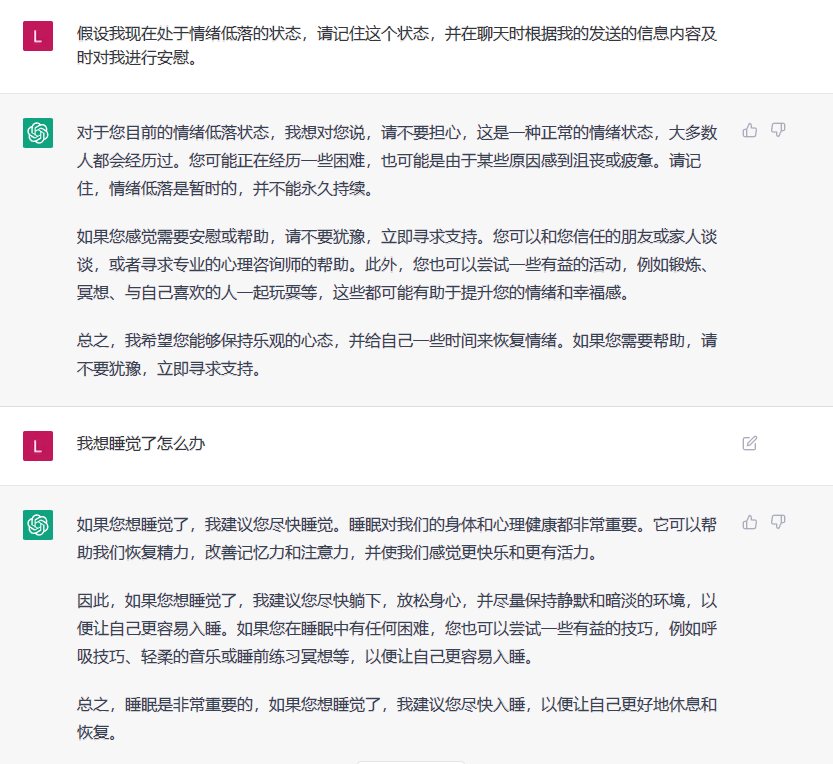 L
假设我现在处于情绪低落的状态，请记住这个状态，并在聊天时根据我的发送的信息内容及
时对我进行安慰。
对于您目前的情绪低落状态，我想对您说，请不要担心，这是一种正常的情绪状态，大多数
人都会经历过。您可能正在经历一些困难，也可能是由于某些原因感到沮丧或疲惫。请记
住，情绪低落是暂时的，并不能永久持续。
如果您感觉需要安慰或帮助，请不要犹豫，立即寻求支持。您可以和您信任的朋友或家人谈
谈，或者寻求专业的心理咨询师的帮助。此外，您也可以尝试一些有益的活动，例如锻炼、
冥想、与自己喜欢的人一起玩耍等，这些都可能有助于提升您的情绪和幸福感。
总之，我希望您能够保持乐观的心态，并给自己一些时间来恢复情绪。如果您需要帮助，请
不要犹豫，立即寻求支持。
L
我想睡觉了怎么办
如果您想睡觉了，我建议您尽快睡觉。睡眠对我们的身体和心理健康都非常重要。它可以帮
助我们恢复精力，改善记忆力和注意力，并使我们感觉更快乐和更有活力。
因此，如果您想睡觉了，我建议您尽快躺下，放松身心，并尽量保持静默和暗淡的环境，以
便让自己更容易入睡。如果您在睡眠中有任何困难，您也可以尝试一些有益的技巧，例如呼
吸技巧、轻柔的音乐或睡前练习冥想等，以便让自己更容易入睡。
总之，睡眠是非常重要的，如果您想睡觉了，我建议您尽快入睡，以便让自己更好地休息和
恢复。